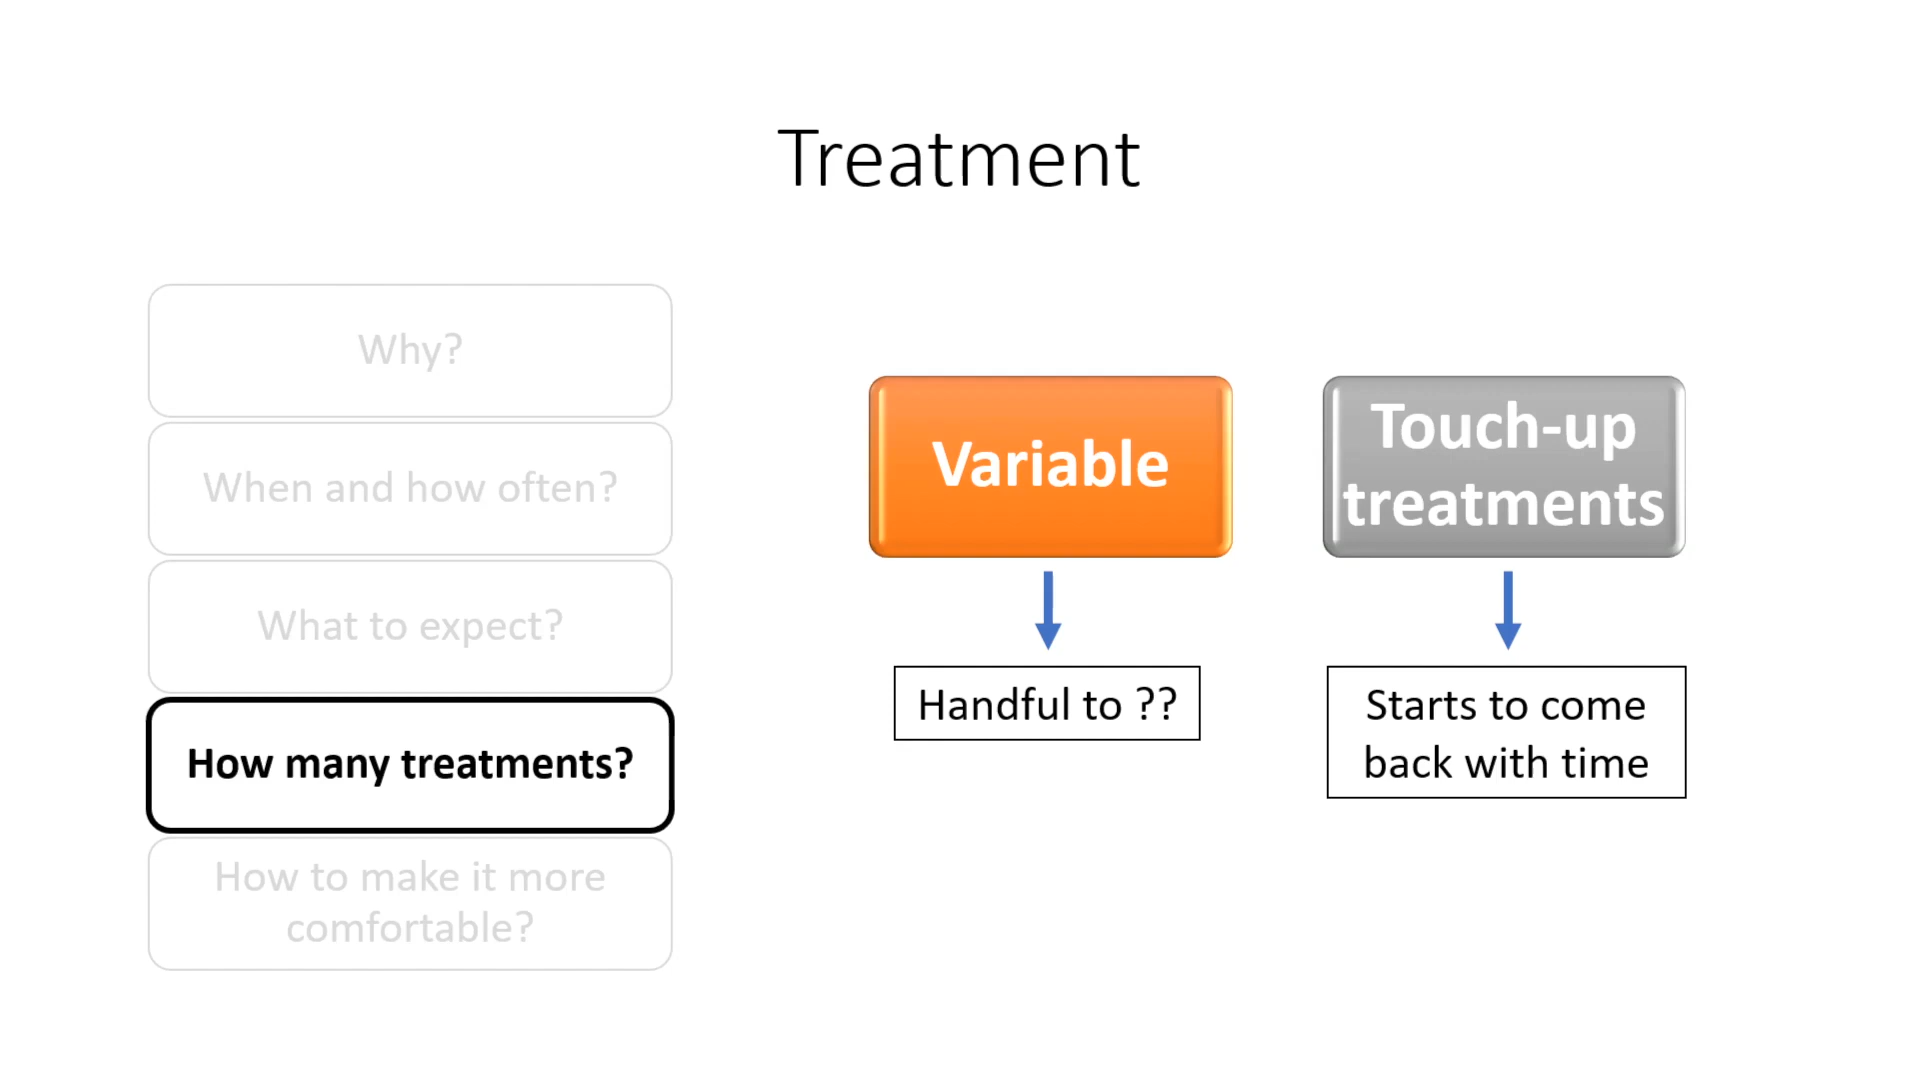 Treatment
Why?
When and how often?
What to expect?
How many treatments?
How to make it more
comfortable?
Variable
Handful to ??
Touch-up
treatments
Starts to come
back with time